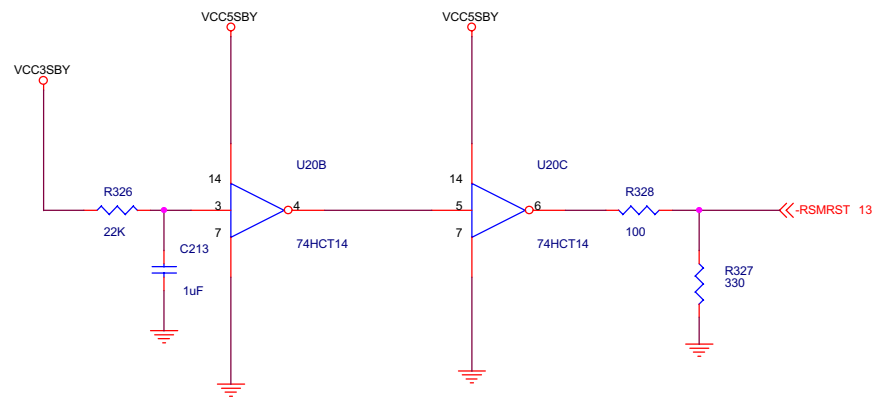 VCC5SBY
VCC5SBY
VCC3SBY
U20B
U20C
14
14
R326
R328
3
4
5
6
-RSMRST 13
22K
7
7
100
C213
74HCT14
74HCT14
R327
330
1uF